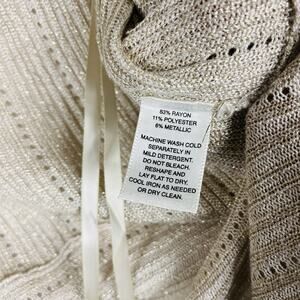 83% RAYON
11% POLYESTER
6% METALLIC
MACHINE WASH COLD
SEPARATELY IN
MILD DETERGENT.
DO NOT BLEACH.
RESHAPE AND
LAY FLAT TO DRY.
COOL IRON AS NEEDED
OR DRY CLEAN.